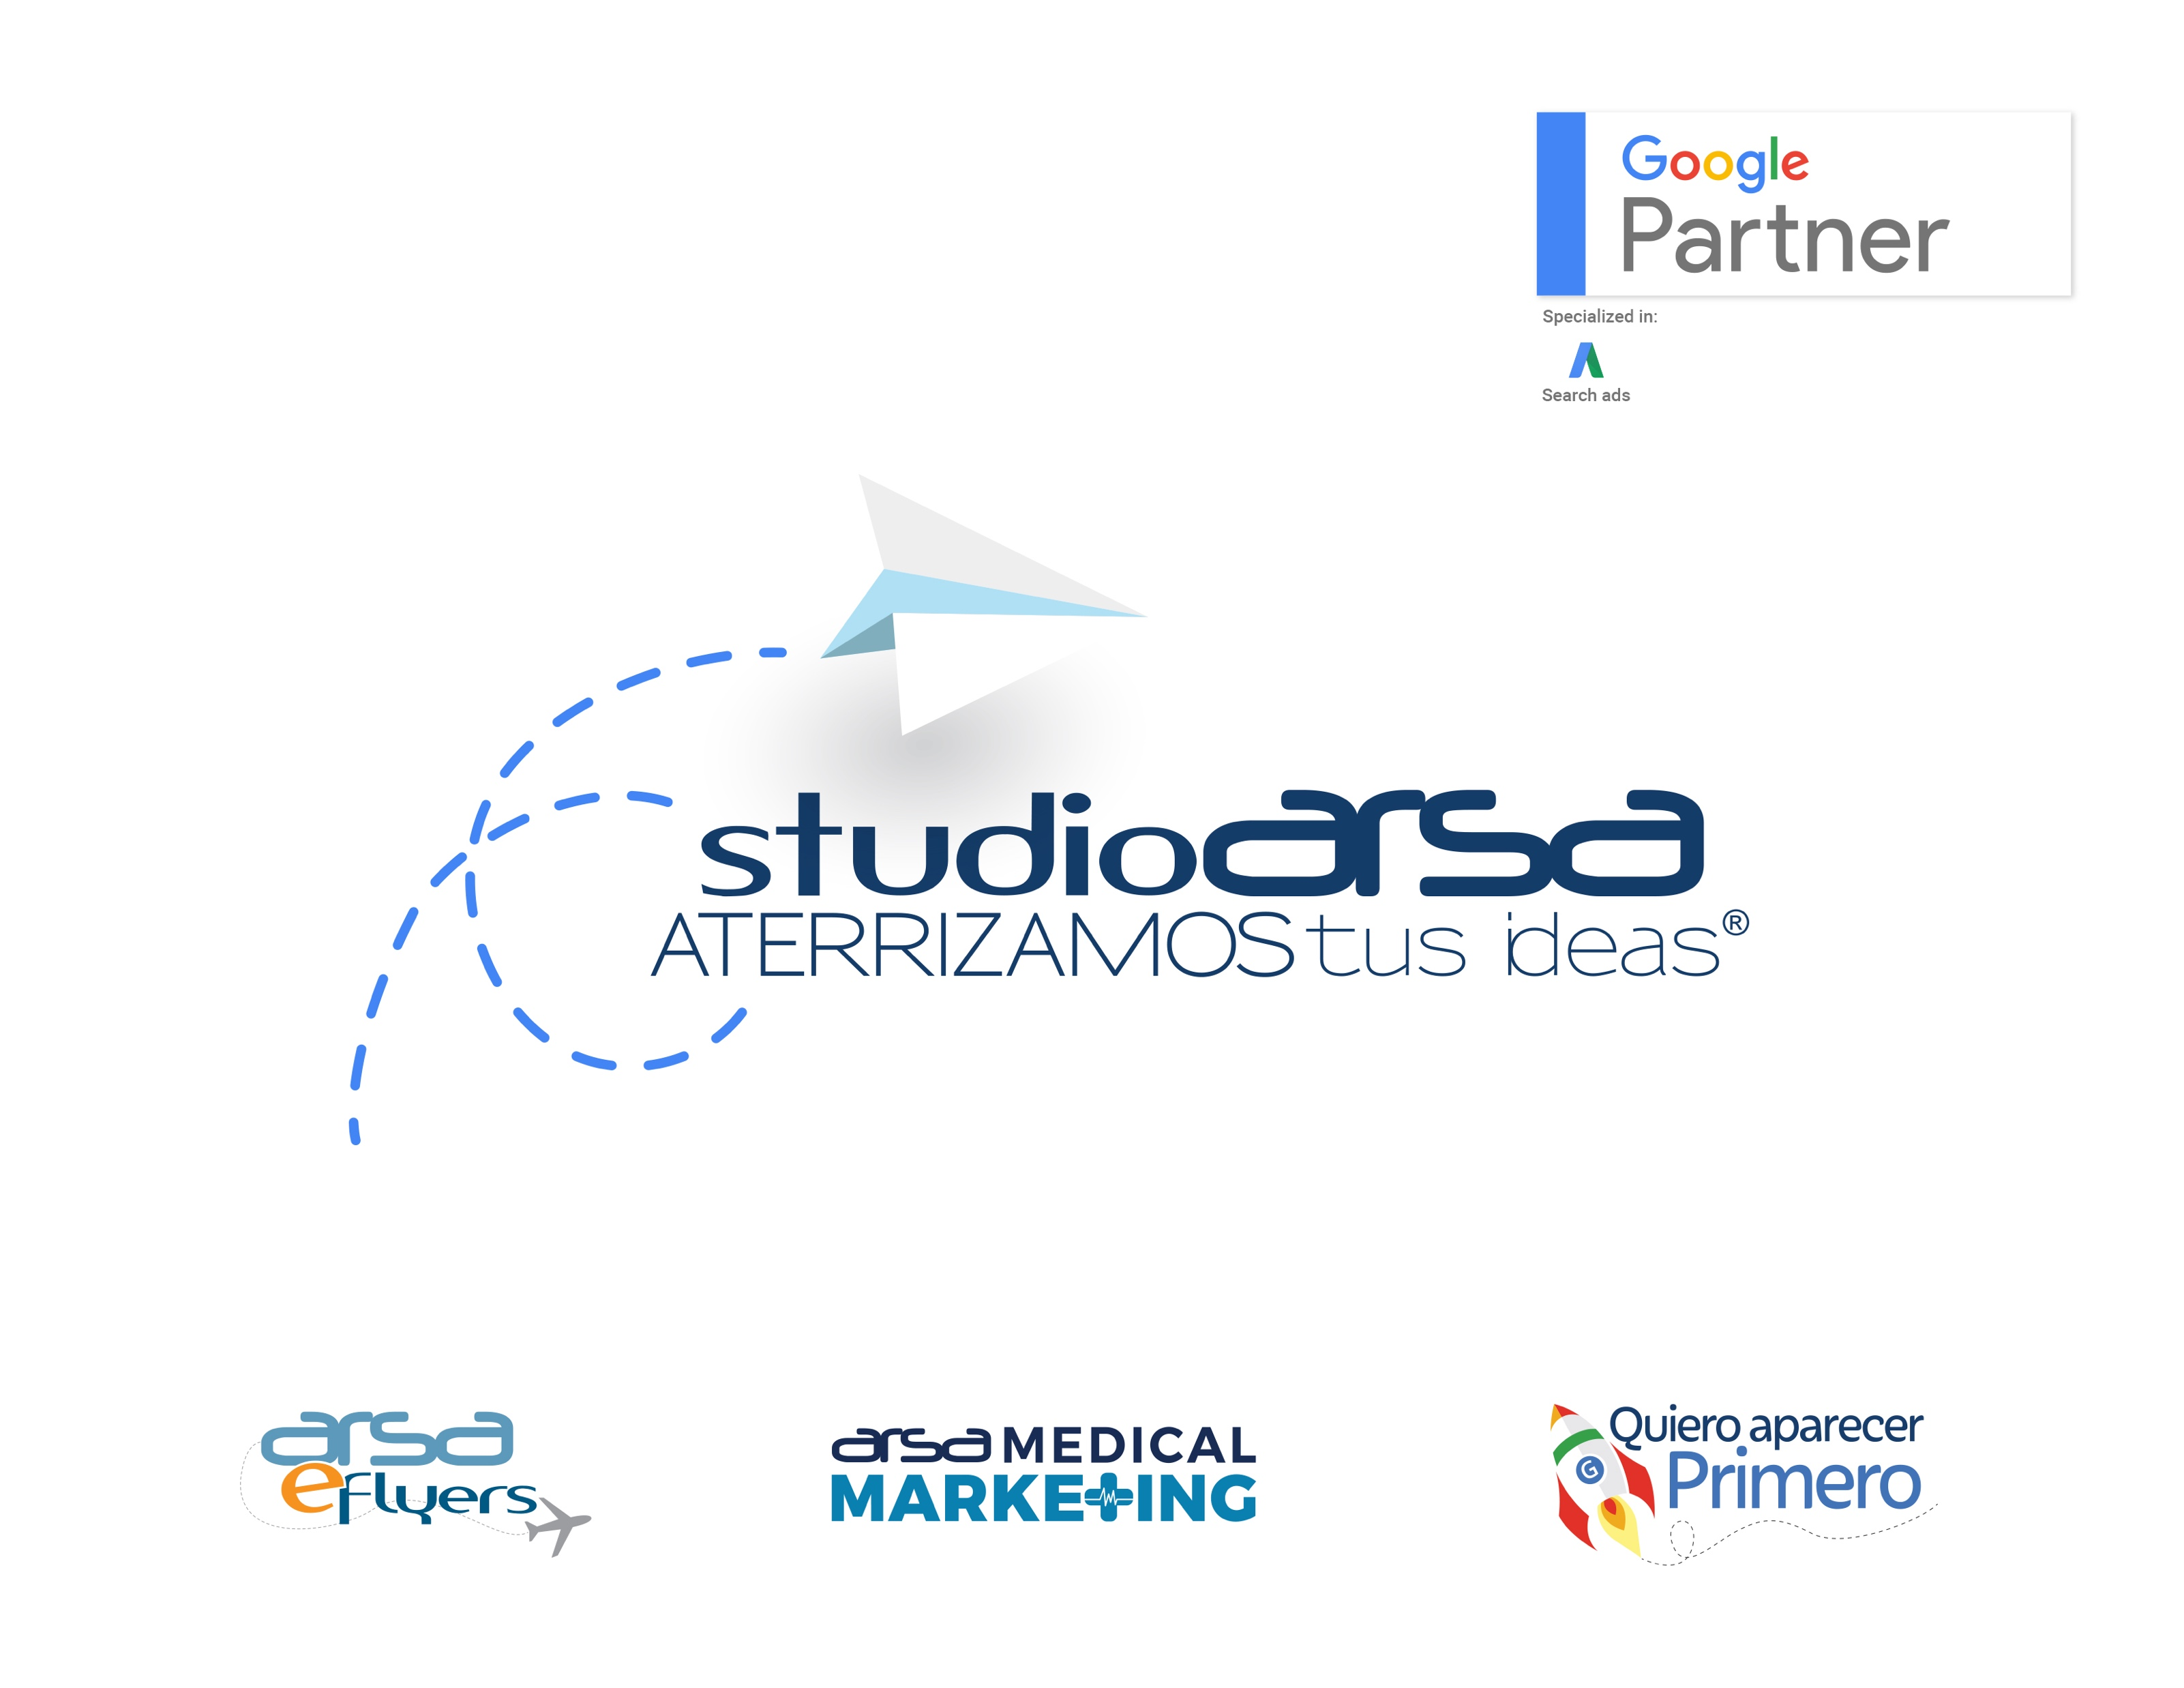 Google
Partner
Specialized in:
Search ads
studioarsa
ATERRIZAMOS tus ideas®
arsa
eflyers
arsa MEDICAL
MARKETING
G
Quiero aparecer
Primero